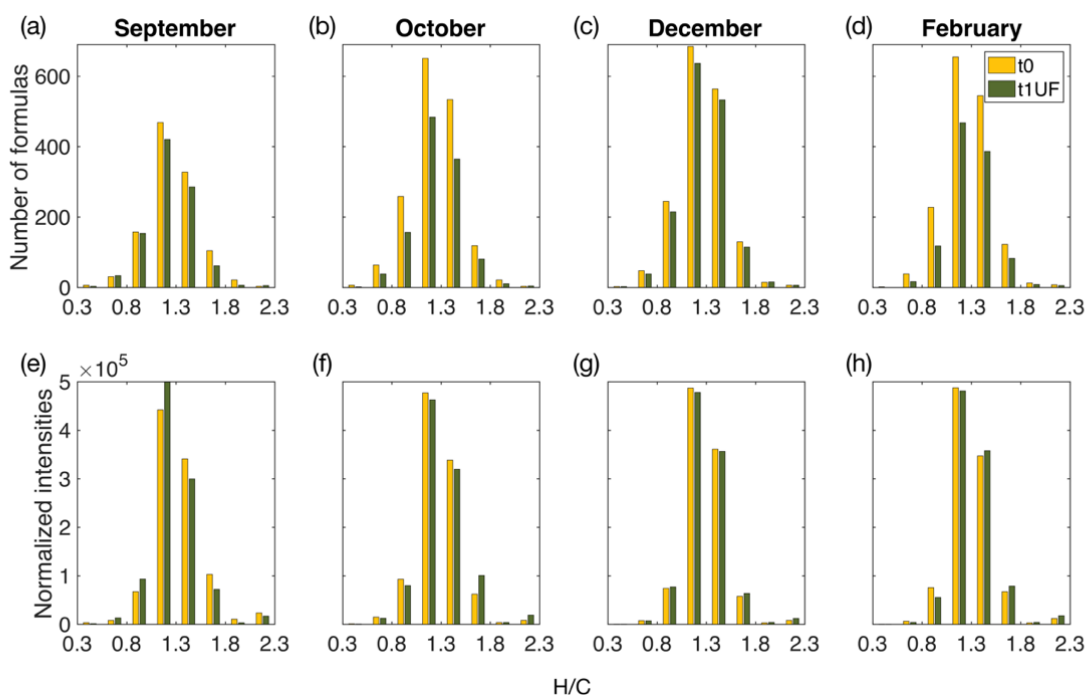 (a) September (b) October (c) December (d) February
t0
t1UF
Number of formulas
600
400
200
0
0.3 0.8 1.3 1.8 2.3 0.3 0.8 1.3 1.8 2.3 0.3 0.8 1.3 1.8 2.3 0.3 0.8 1.3 1.8 2.3
(e) (f) (g) (h)
×10^5
Normalized intensities
5
4
3
2
1
0
0.3 0.8 1.3 1.8 2.3 0.3 0.8 1.3 1.8 2.3 0.3 0.8 1.3 1.8 2.3 0.3 0.8 1.3 1.8 2.3
H/C